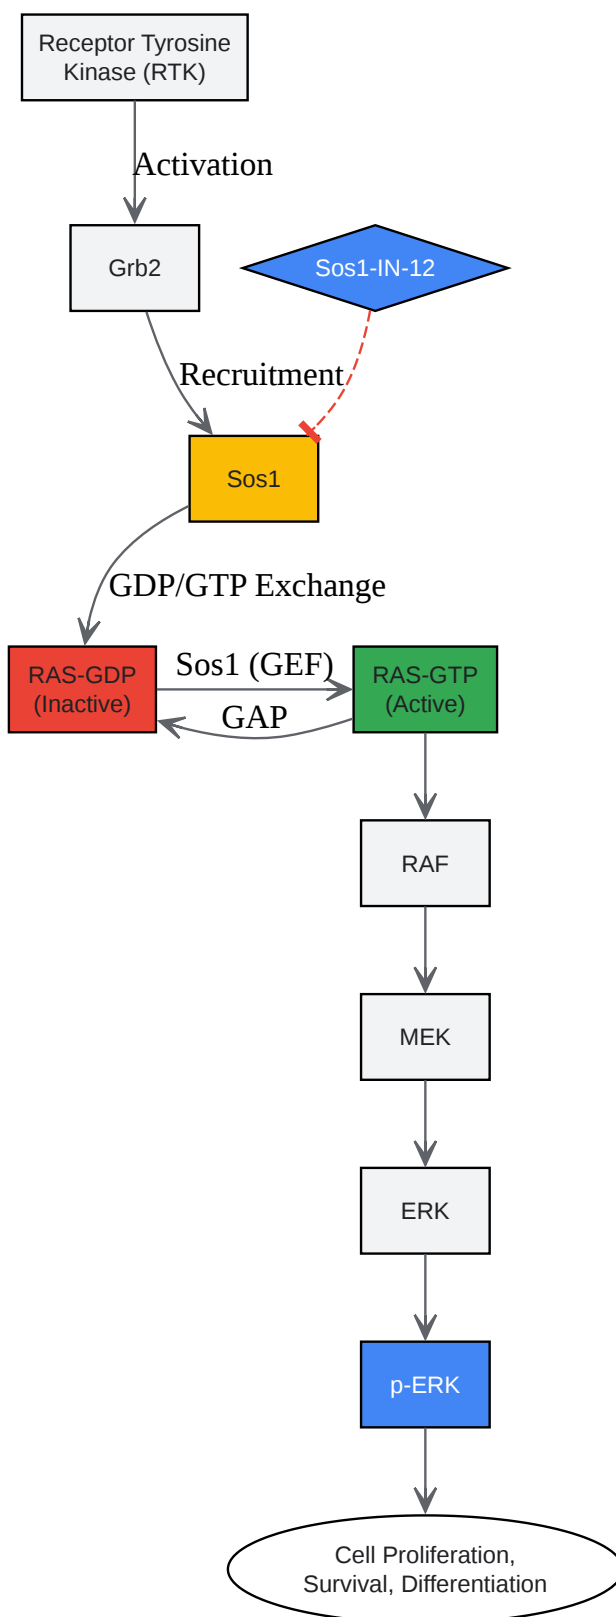 Receptor Tyrosine
Kinase (RTK)
Activation
Grb2
Sos1-IN-12
Recruitment
Sos1
GDP/GTP Exchange
RAS-GDP
(Inactive)
Sos1 (GEF)
GAP
RAS-GTP
(Active)
RAF
MEK
ERK
p-ERK
Cell Proliferation,
Survival, Differentiation